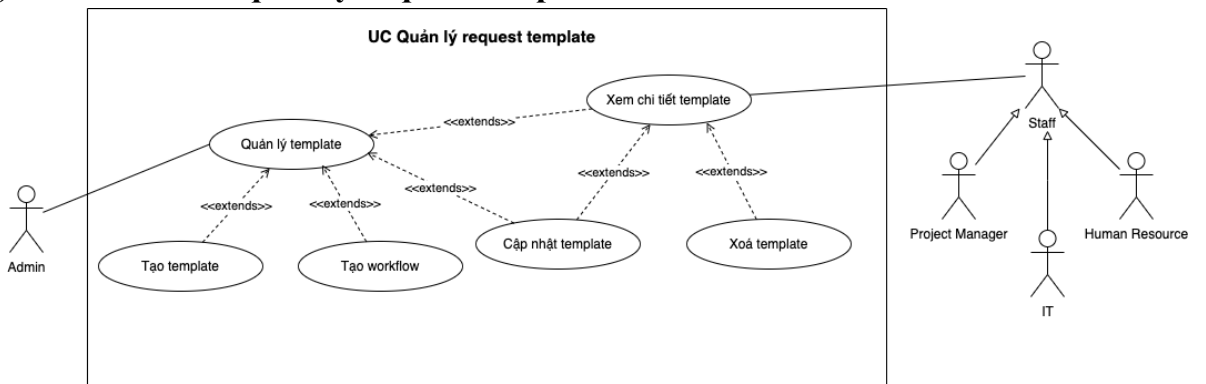 UC Quản lý request template
Xem chi tiết template
<<extends>>
Staff
Quản lý template
<<extends>>
<<extends>>
<<extends>>
<<extends>>
<<extends>>
Project Manager
Human Resource
Cập nhật template
Xoá template
Admin
Tạo template
Tạo workflow
IT